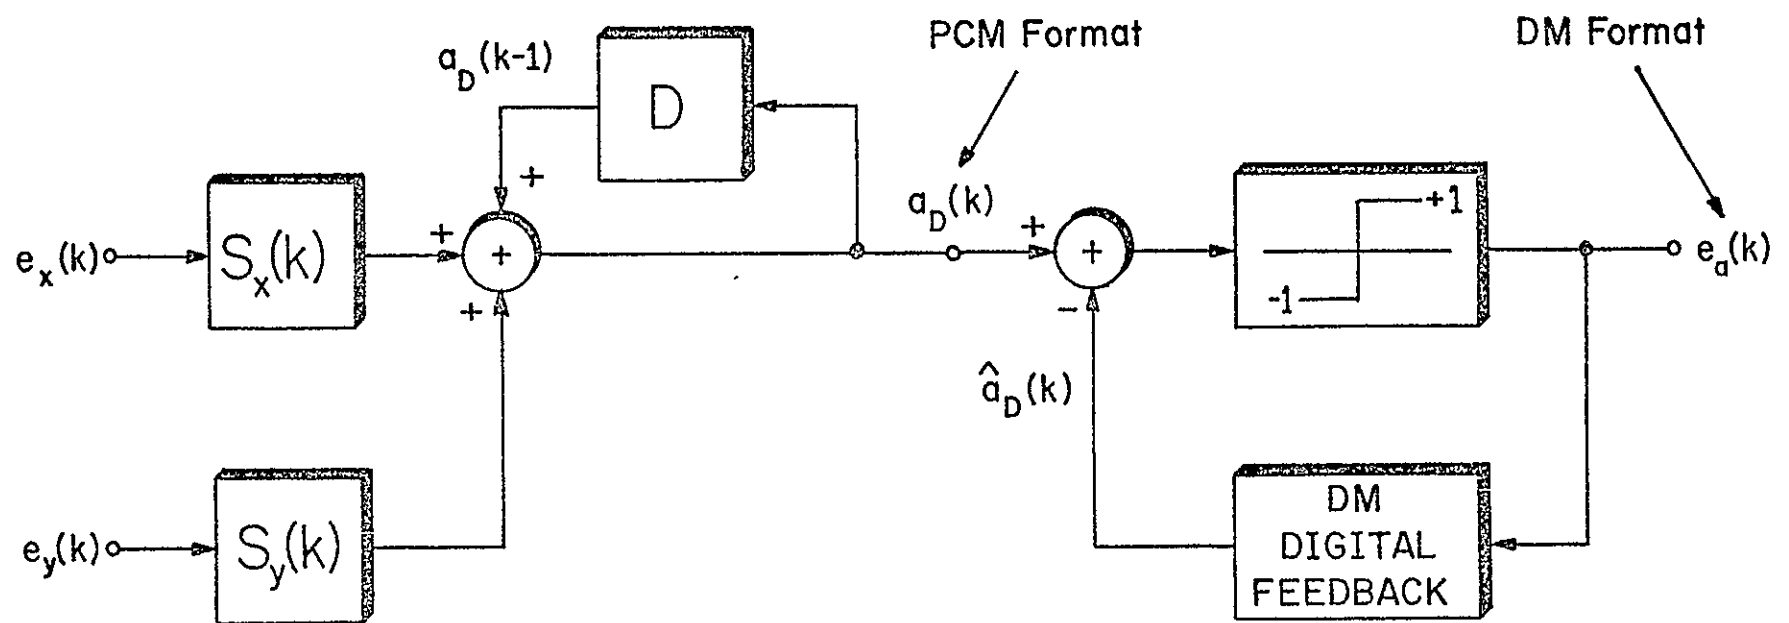 PCM Format
DM Format
a_D(k-1)
D
+
a_D(k)
+1
-1
e_x(k)
S_x(k)
+
+
+
+
+
-
e_a(k)
â_D(k)
e_y(k)
S_y(k)
DM
DIGITAL
FEEDBACK